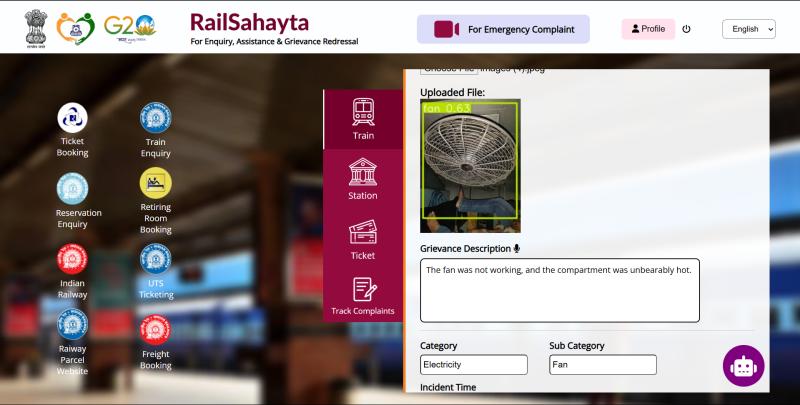 RailSahayta
For Enquiry, Assistance & Grievance Redressal
For Emergency Complaint
Profile
English
G20
Ticket
Booking
Train
Enquiry
Reservation
Enquiry
Retiring
Room
Booking
Indian
Railway
UTS
Ticketing
Raiway
Parcel
Website
Freight
Booking
Train
Station
Ticket
Track Complaints
Choose File images (4).jpeg
Uploaded File:
fan 0.63
Grievance Description
The fan was not working, and the compartment was unbearably hot.
Category
Sub Category
Electricity
Fan
Incident Time